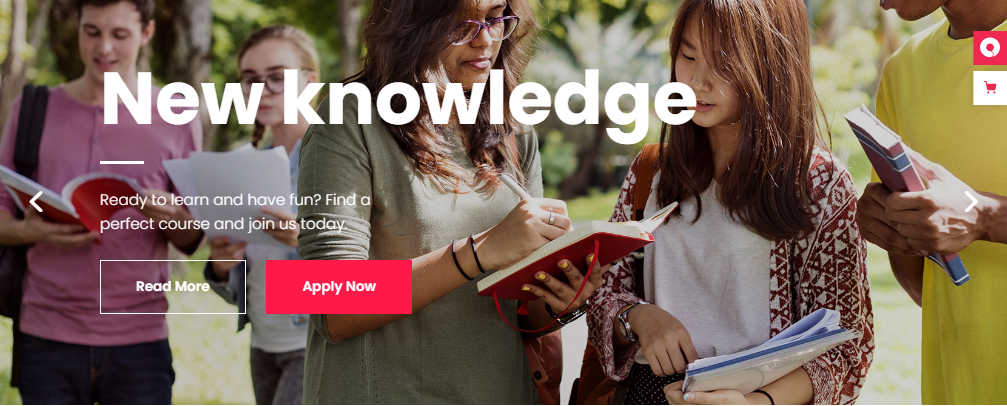 New knowledge
Ready to learn and have fun? Find a
perfect course and join us today.
Read More
Apply Now